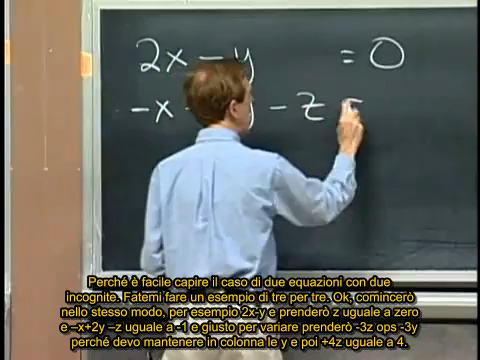 2x - y = 0
-x y - z =
Perché è facile capire il caso di due equazioni con due
incognite. Fatemi fare un esempio di tre per tre. Ok, comincerò
nello stesso modo, per esempio 2x-y e prenderò z uguale a zero
e –x+2y –z uguale a -1 e giusto per variare prenderò -3z ops -3y
perché devo mantenere in colonna le y e poi +4z uguale a 4.